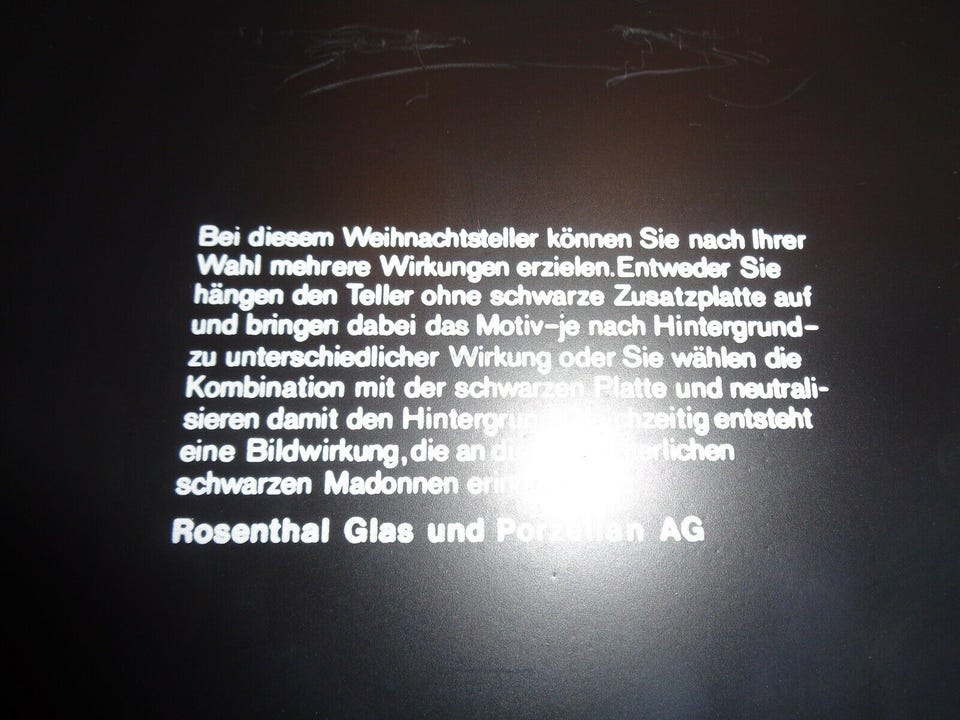 Bei diesem Weihnachtsteller können Sie nach Ihrer
Wahl mehrere Wirkungen erzielen.Entweder Sie
hängen den Teller ohne schwarze Zusatzplatte auf
und bringen dabei das Motiv-je nach Hintergrund-
zu unterschiedlicher Wirkung oder Sie wählen die
Kombination mit der schwarzen Platte und neutrali-
sieren damit den Hintergrund entsteht
eine Bildwirkung,die an
schwarzen Madonnen
Rosenthal Glas und Porzellan AG